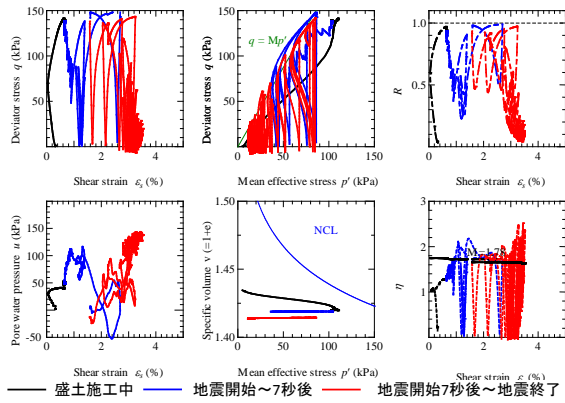 150
100
50
0
2
4
Deviator stress q (kPa)
Shear strain εs (%)
150
100
50
0
50
100
150
Deviator stress q (kPa)
q = Mp'
Mean effective stress p' (kPa)
1.0
0.5
0
2
4
R
Shear strain εs (%)
200
150
100
50
0
-50
0
2
4
Pore water pressure u (kPa)
Shear strain εs (%)
1.50
1.45
1.40
0
50
100
150
Specific volume v (=1+e)
NCL
Mean effective stress p' (kPa)
3
2
1
0
2
4
η
Shear strain εs (%)
盛土施工中
地震開始～7秒後
地震開始7秒後～地震終了